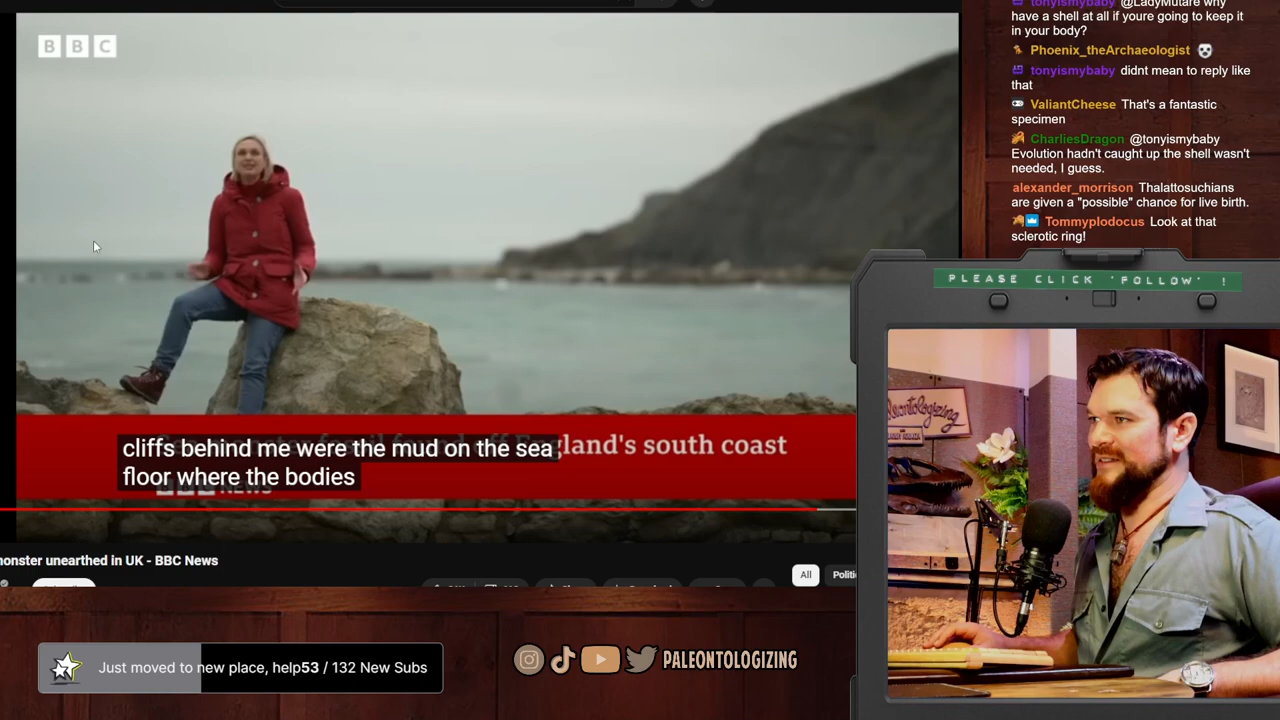 BBC
tonyismybaby @LadyMutare why
have a shell at all if youre going to keep it
in your body?
Phoenix_theArchaeologist
tonyismybaby didnt mean to reply like
that
ValiantCheese That's a fantastic
specimen
CharliesDragon @tonyismybaby
Evolution hadn't caught up the shell wasn't
needed, I guess.
alexander_morrison Thalattosuchians
are given a "possible" chance for live birth.
Tommyplodocus Look at that
sclerotic ring!
PLEASE CLICK 'FOLLOW' !
gland's south coast
cliffs behind me were the mud on the sea
floor where the bodies
NEWS
monster unearthed in UK - BBC News
All
Politi
Just moved to new place, help53 / 132 New Subs
PALEONTOLOGIZING